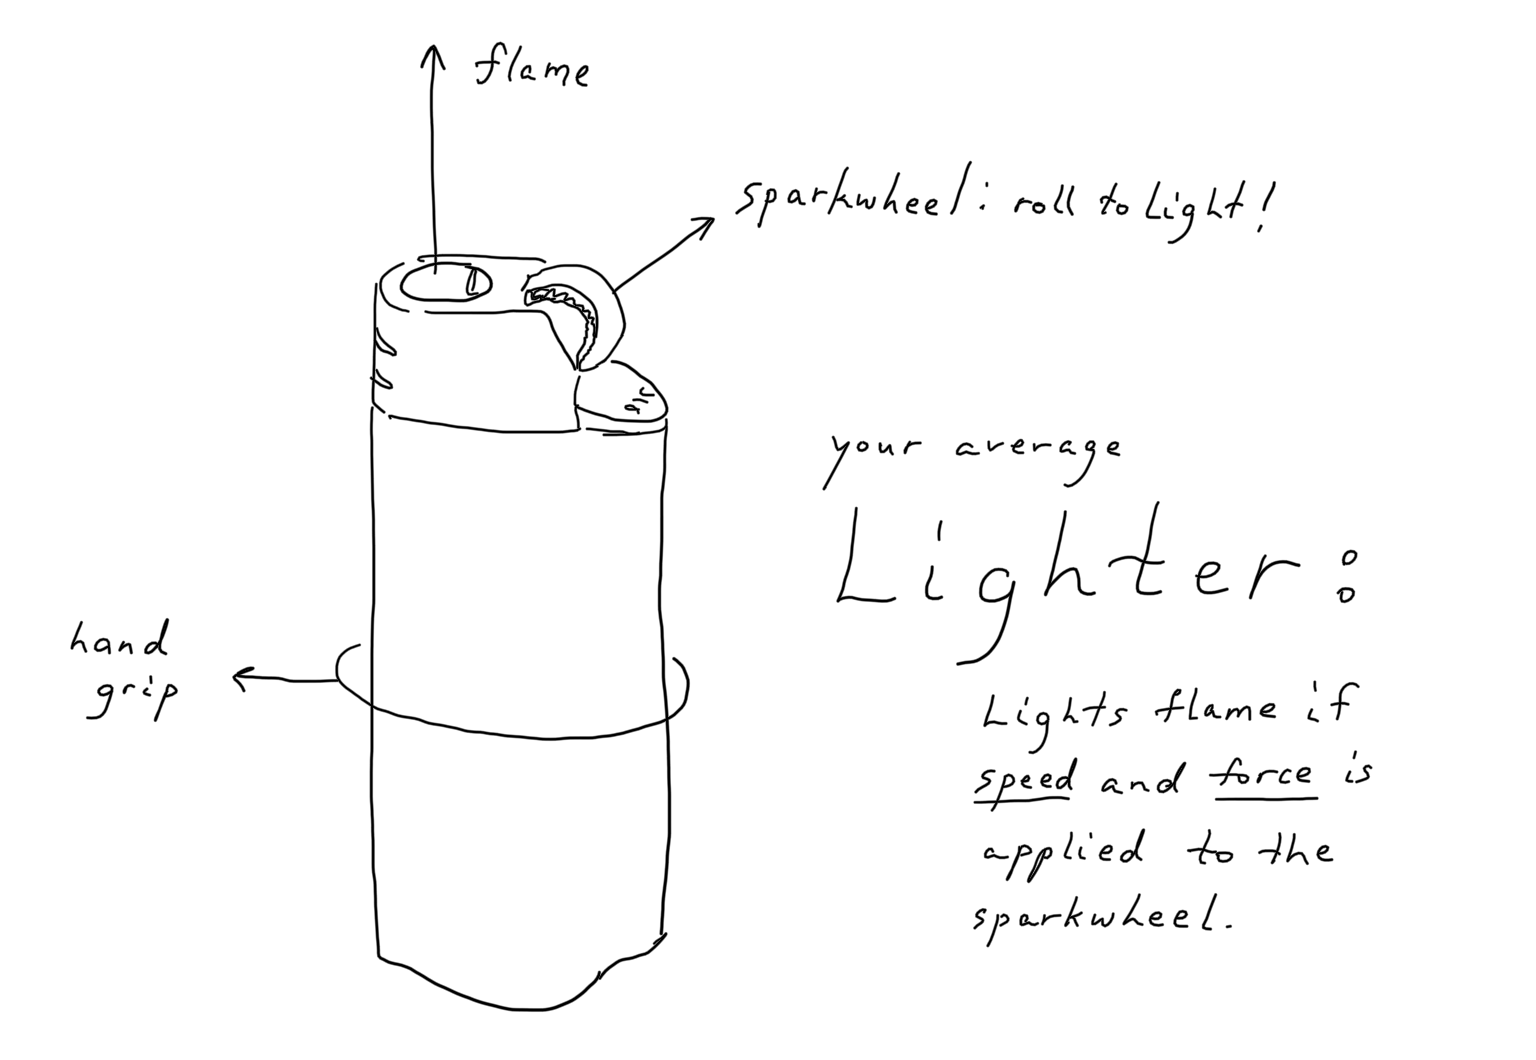 flame
sparkwheel: roll to Light!
your average
Lighter:
hand
grip
Lights flame if
speed and force is
applied to the
sparkwheel.